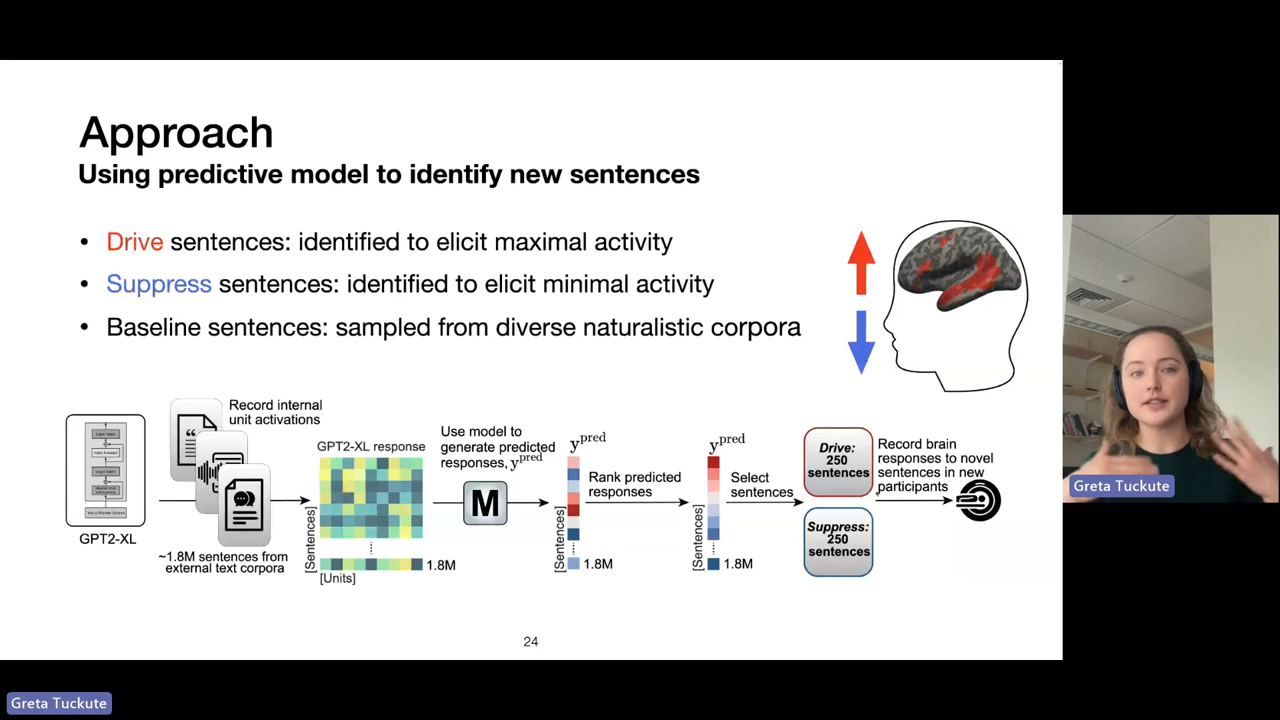 Approach
Using predictive model to identify new sentences
• Drive sentences: identified to elicit maximal activity
• Suppress sentences: identified to elicit minimal activity
• Baseline sentences: sampled from diverse naturalistic corpora
GPT2-XL
Record internal
unit activations
~1.8M sentences from
external text corpora
GPT2-XL response
[Sentences]
[Units]
1.8M
Use model to
generate predicted
responses, y^pred
M
y^pred
[Sentences]
1.8M
Rank predicted
responses
y^pred
[Sentences]
1.8M
Select
sentences
Drive:
250
sentences
Suppress:
250
sentences
Record brain
responses to novel
sentences in new
participants
24
Greta Tuckute
Greta Tuckute